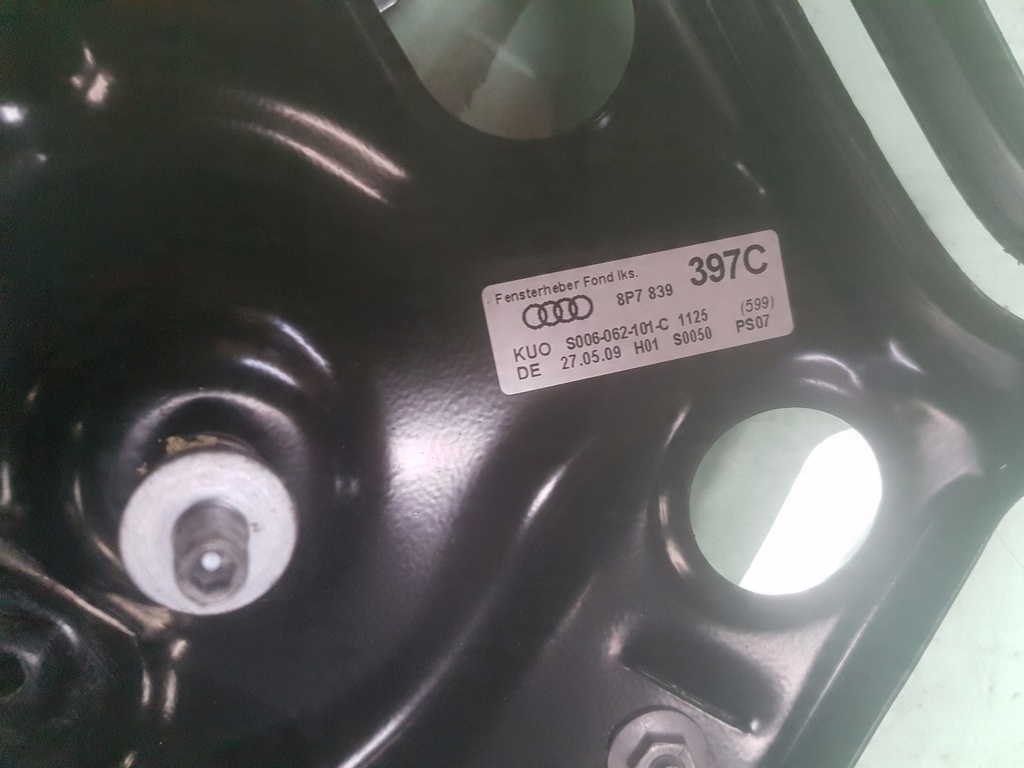 Fensterheber Fond lks.
8P7 839 397C
KUO S006-062-101-C 1125 (599)
DE 27.05.09 H01 S0050 PS07